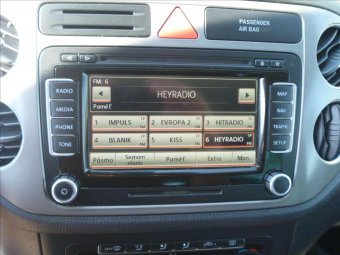 PASSENGER
AIR BAG
FM: 6
HEYRADIO
Paměť
1 IMPULS
2 EVROPA 2
3 HITRADIO
4 BLANIK
5 KISS
6 HEYRADIO
Pásmo
Seznam stanic
Paměť
Extra
Man.
RADIO
MEDIA
PHONE
TONE
MAP
NAV
TRAFFIC
SETUP